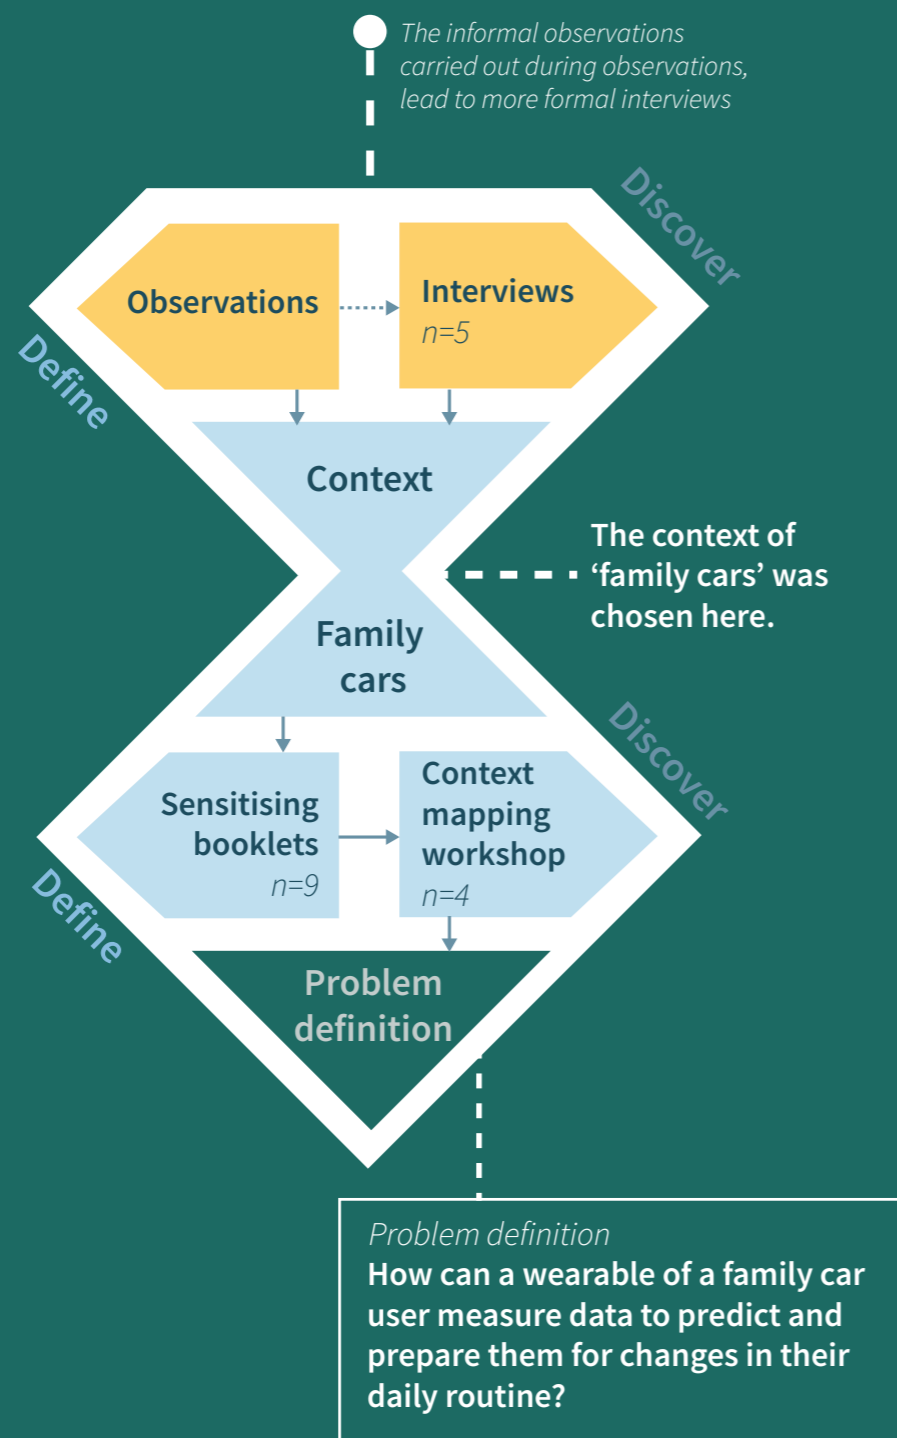 The informal observations
carried out during observations,
lead to more formal interviews
Discover
Observations
Interviews
n=5
Define
Context
The context of
‘family cars’ was
chosen here.
Family
cars
Discover
Sensitising
booklets
n=9
Context
mapping
workshop
n=4
Define
Problem
definition
Problem definition
How can a wearable of a family car
user measure data to predict and
prepare them for changes in their
daily routine?